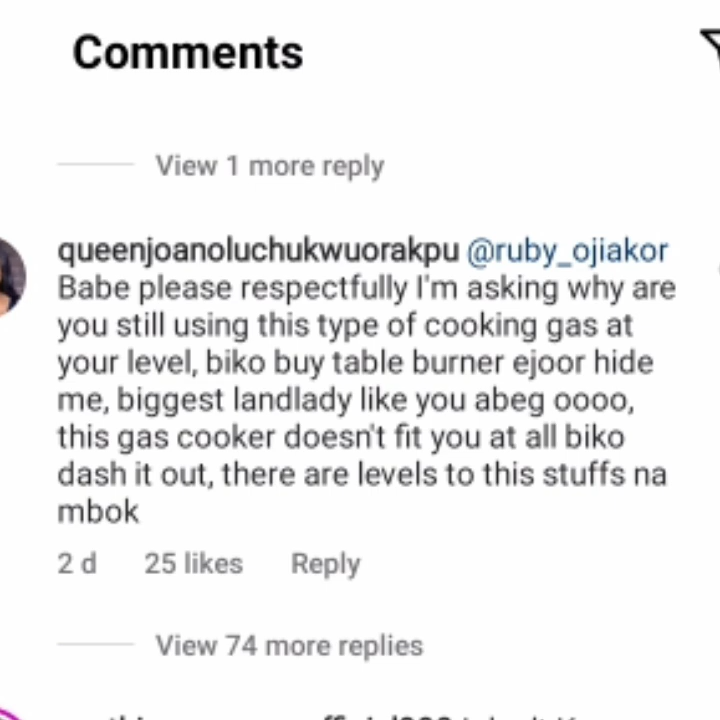 Comments
View 1 more reply
queenjoanoluchukwuorakpu @ruby_ojiakor
Babe please respectfully I'm asking why are
you still using this type of cooking gas at
your level, biko buy table burner ejoor hide
me, biggest landlady like you abeg oooo,
this gas cooker doesn't fit you at all biko
dash it out, there are levels to this stuffs na
mbok
2 d 25 likes Reply
View 74 more replies